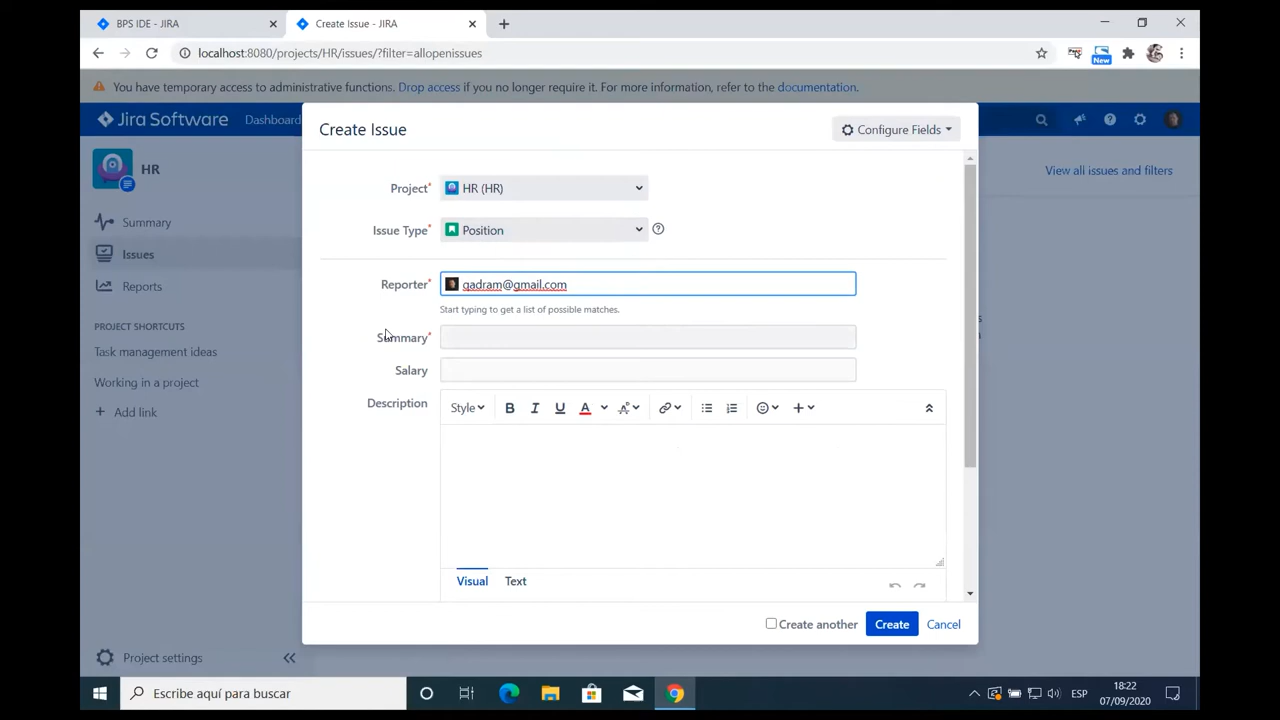 BPS IDE - JIRA
Create Issue - JIRA
localhost:8080/projects/HR/issues/?filter=allopenissues
New
You have temporary access to administrative functions. Drop access if you no longer require it. For more information, refer to the documentation.
Jira Software
Dashboard
HR
View all issues and filters
Summary
Issues
Reports
PROJECT SHORTCUTS
Task management ideas
Working in a project
Add link
Project settings
Create Issue
Configure Fields
Project*
HR (HR)
Issue Type*
Position
Reporter*
qadram@gmail.com
Start typing to get a list of possible matches.
Summary*
Salary
Description
Style
B I U A
Visual
Text
Create another
Create
Cancel
Escribe aquí para buscar
ESP
18:22
07/09/2020